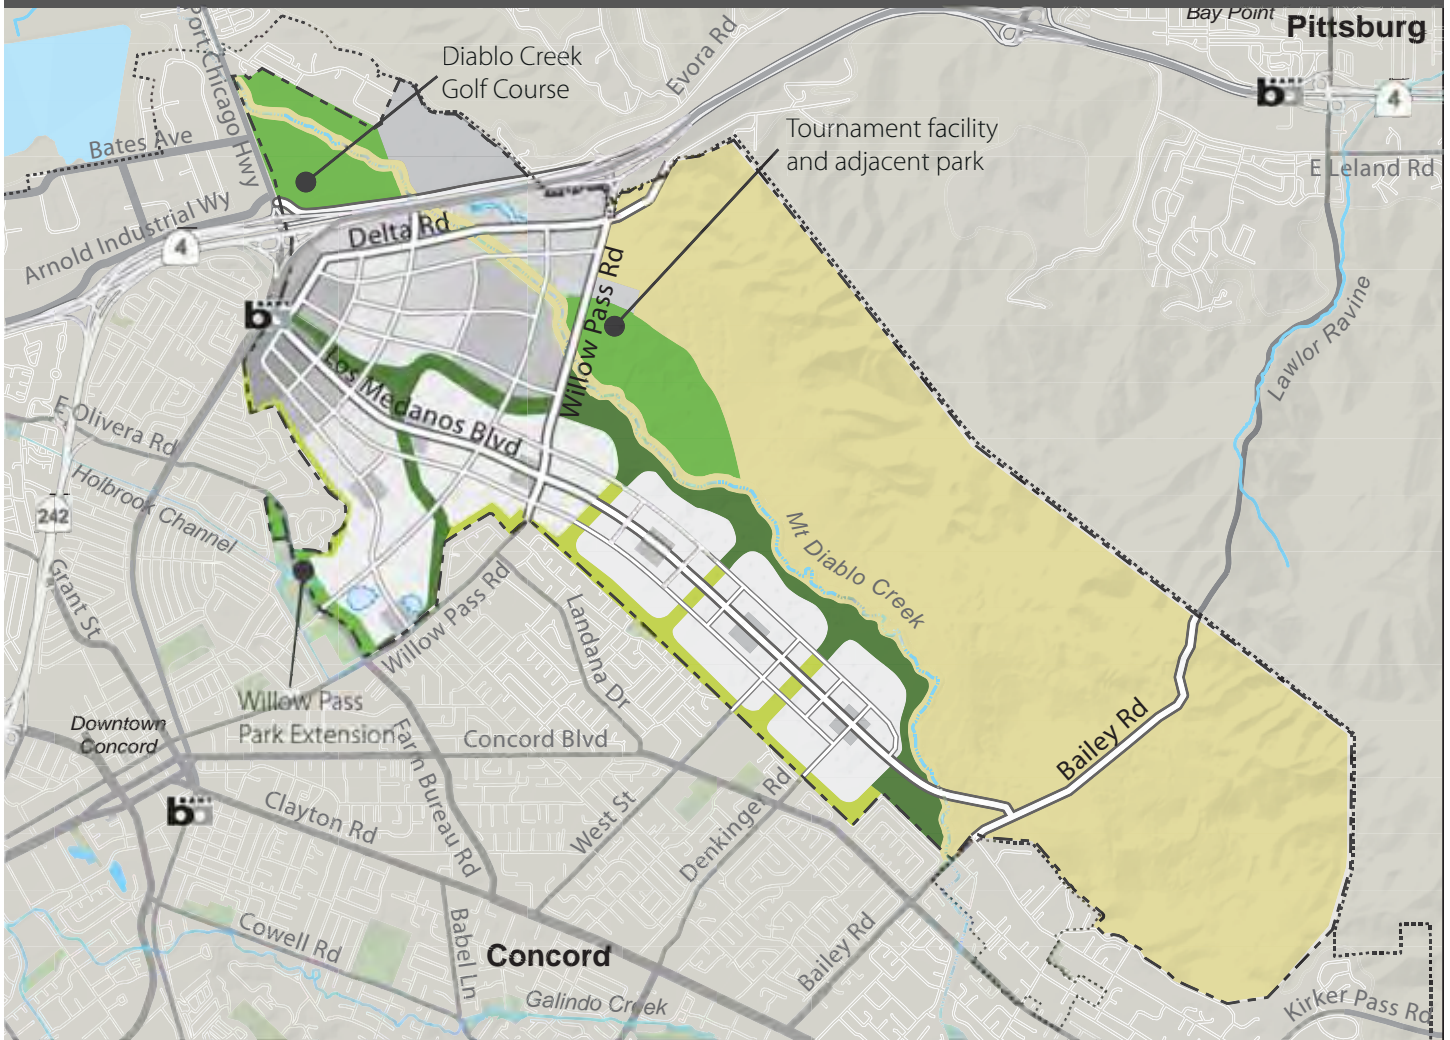 Bay Point
Pittsburg
Port Chicago Hwy
Diablo Creek
Golf Course
Evora Rd
b
4
Tournament facility
and adjacent park
Bates Ave
E Leland Rd
Arnold Industrial Wy
4
Delta Rd
Willow Pass Rd
b
Lawlor Ravine
Los Medanos Blvd
E Olivera Rd
Holbrook Channel
242
Mt Diablo Creek
Grant St
Willow Pass Rd
Landana Dr
Willow Pass
Park Extension
Downtown
Concord
Farm Bureau Rd
Concord Blvd
Bailey Rd
b
Clayton Rd
West St
Denkinger Rd
Cowell Rd
Babel Ln
Concord
Bailey Rd
Galindo Creek
Kirker Pass Rd